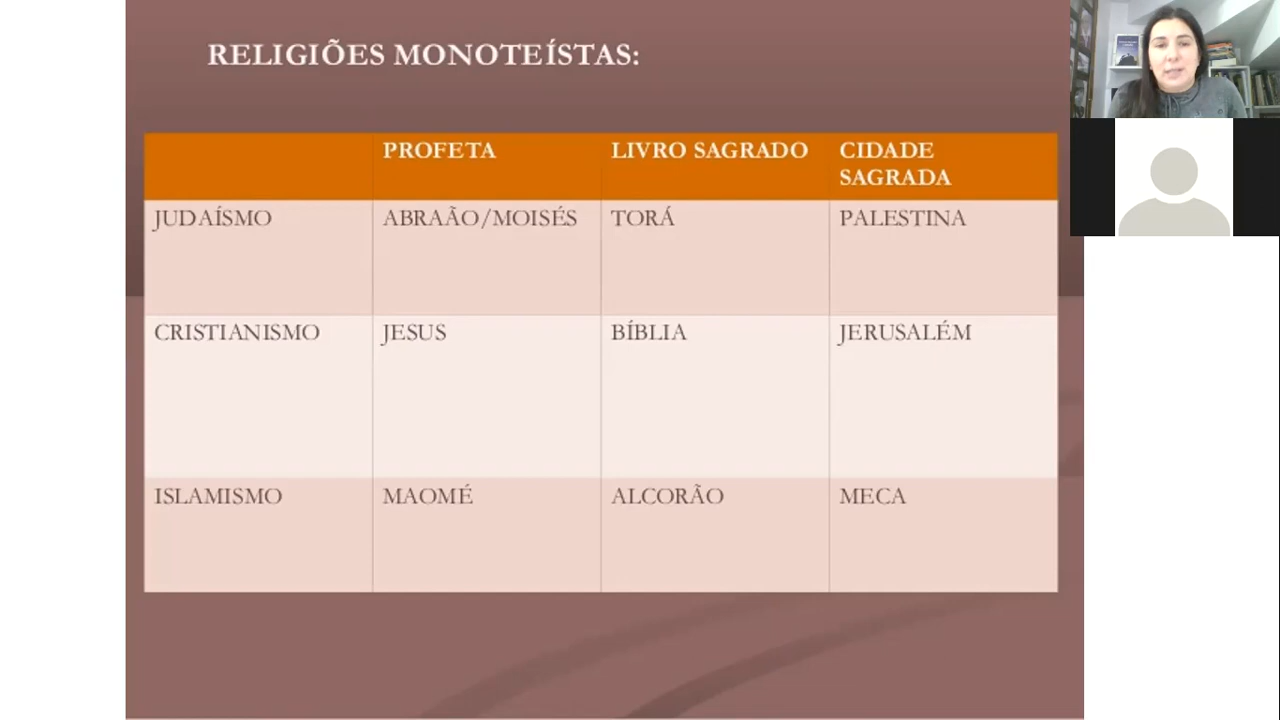 RELIGIÕES MONOTEÍSTAS:
PROFETA LIVRO SAGRADO CIDADE
SAGRADA
JUDAÍSMO ABRAÃO/MOISÉS TORÁ PALESTINA
CRISTIANISMO JESUS BÍBLIA JERUSALÉM
ISLAMISMO MAOMÉ ALCORÃO MECA